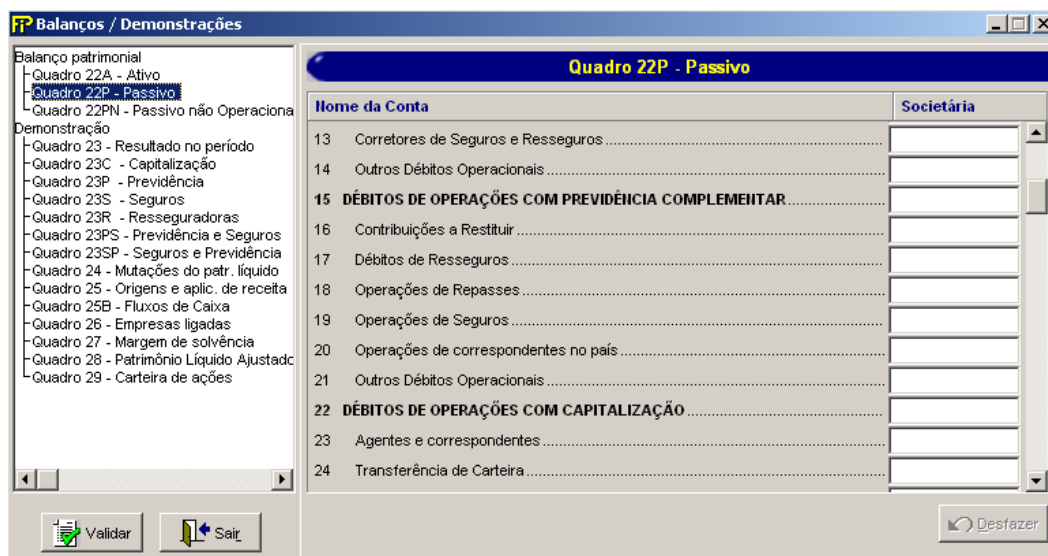 FIP Balanços / Demonstrações
Balanço patrimonial
Quadro 22A - Ativo
Quadro 22P - Passivo
Quadro 22PN - Passivo não Operaciona
Demonstração
Quadro 23 - Resultado no período
Quadro 23C - Capitalização
Quadro 23P - Previdência
Quadro 23S - Seguros
Quadro 23R - Resseguradoras
Quadro 23PS - Previdência e Seguros
Quadro 23SP - Seguros e Previdência
Quadro 24 - Mutações do patr. líquido
Quadro 25 - Origens e aplic. de receita
Quadro 25B - Fluxos de Caixa
Quadro 26 - Empresas ligadas
Quadro 27 - Margem de solvência
Quadro 28 - Patrimônio Líquido Ajustado
Quadro 29 - Carteira de ações
Validar
Sair
Quadro 22P - Passivo
Nome da Conta Societária
13 Corretores de Seguros e Resseguros
14 Outros Débitos Operacionais
15 DÉBITOS DE OPERAÇÕES COM PREVIDÊNCIA COMPLEMENTAR
16 Contribuições a Restituir
17 Débitos de Resseguros
18 Operações de Repasses
19 Operações de Seguros
20 Operações de correspondentes no país
21 Outros Débitos Operacionais
22 DÉBITOS DE OPERAÇÕES COM CAPITALIZAÇÃO
23 Agentes e correspondentes
24 Transferência de Carteira
Desfazer